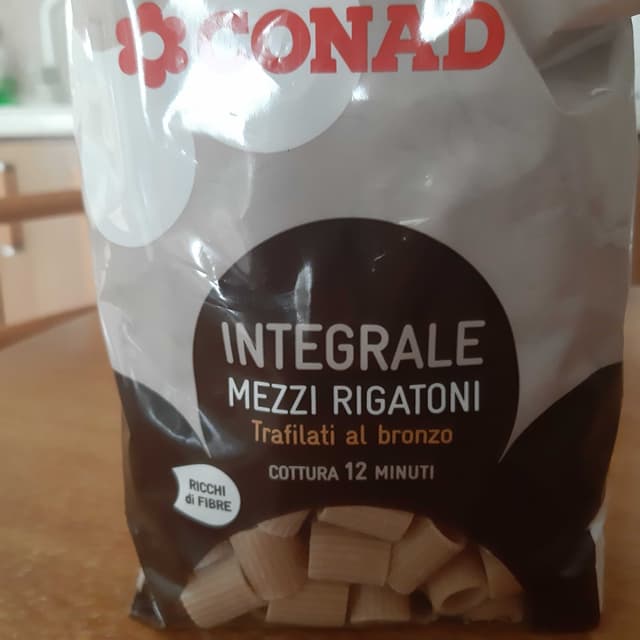 CONAD
INTEGRALE
MEZZI RIGATONI
Trafilati al bronzo
COTTURA 12 MINUTI
RICCHI
di FIBRE